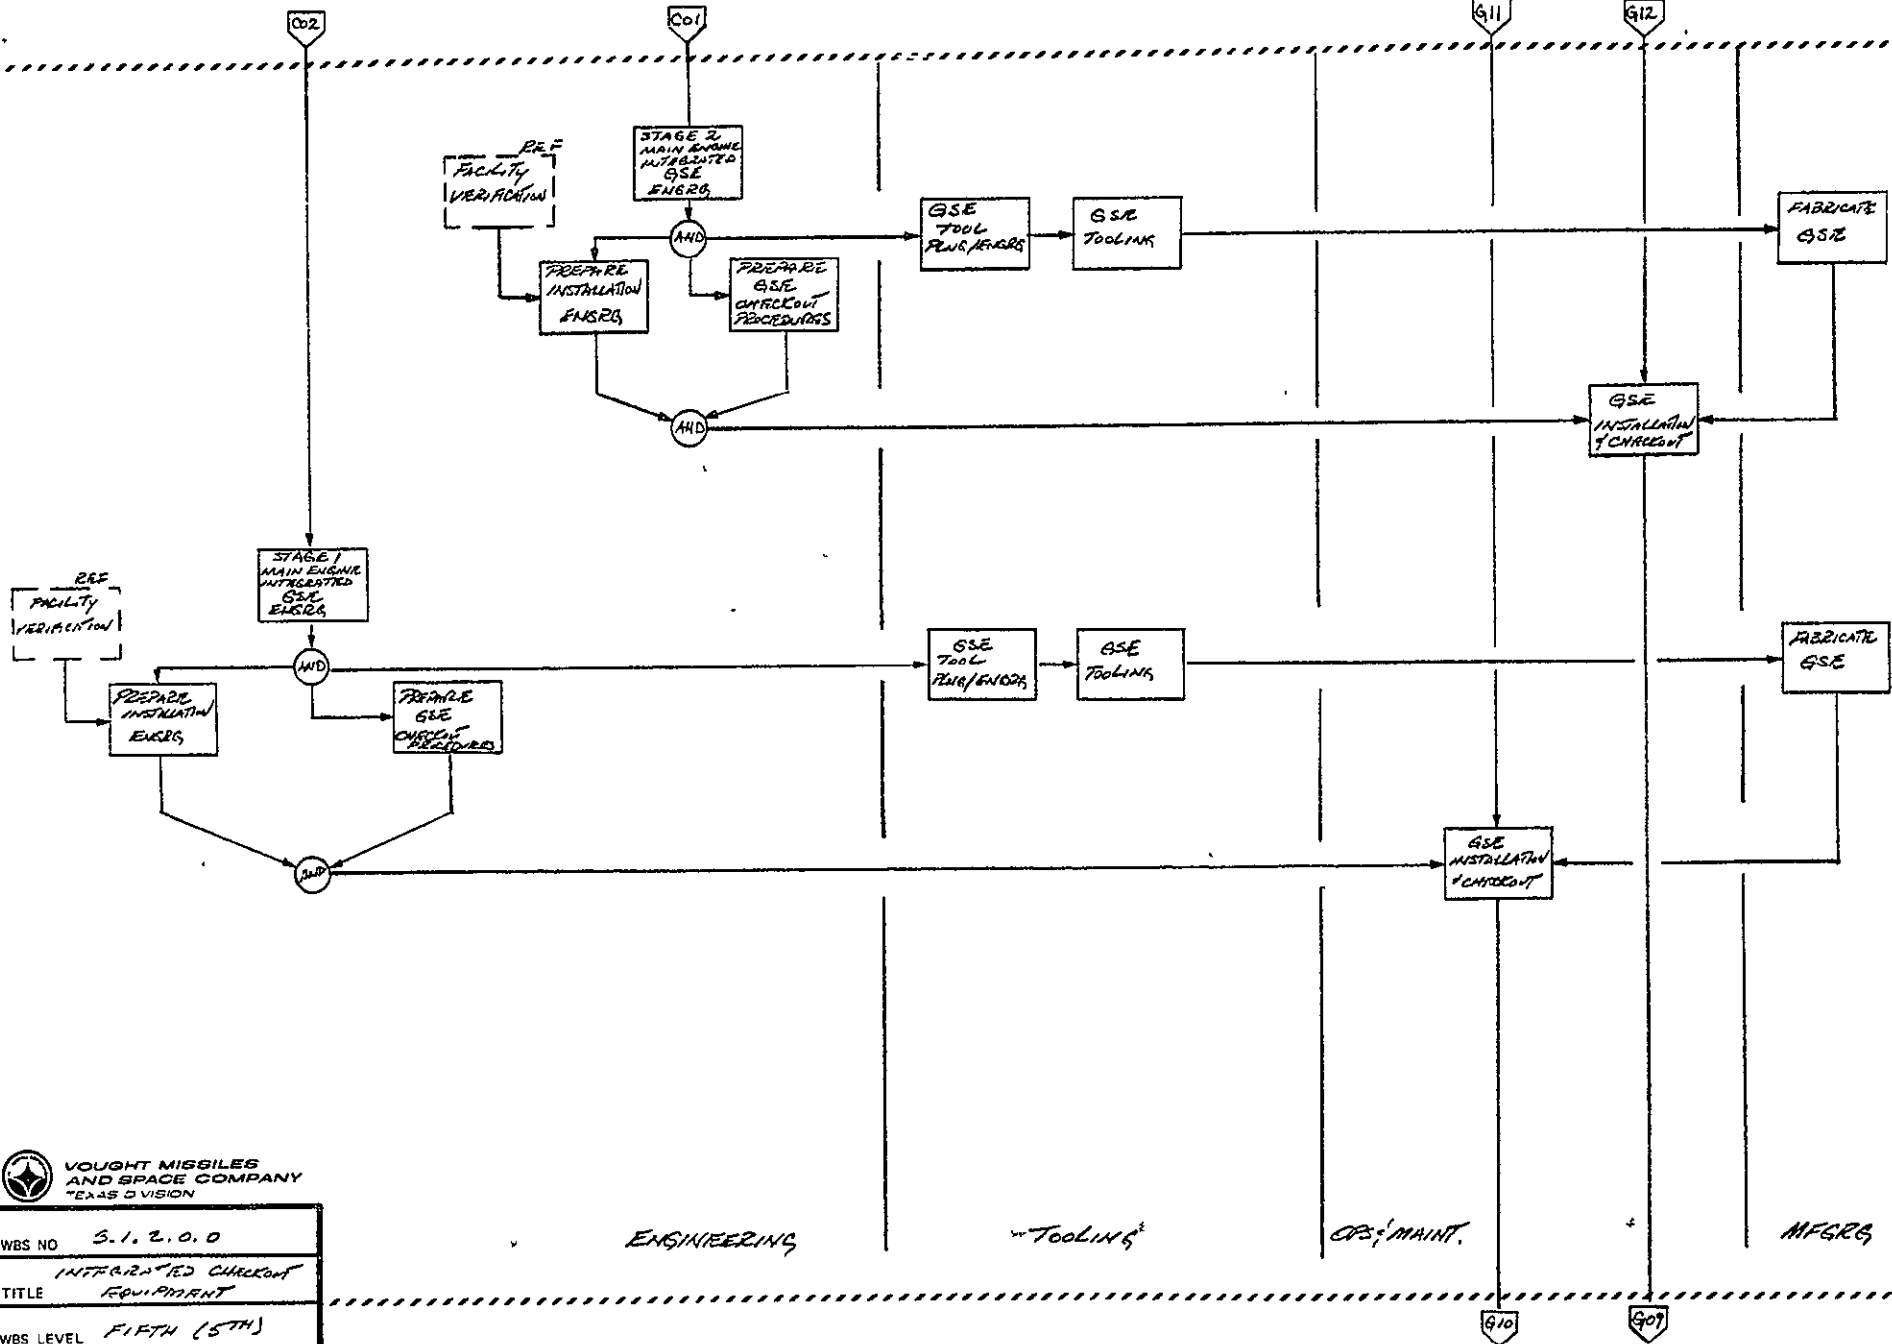 C02
C01
G11
G12
STAGE 2
MAIN ENGINE
INTEGRATED
GSE
ENGRG
REF
FACILITY
VERIFICATION
AND
GSE
TOOL
PLNG/ENGRG
GSE
TOOLING
FABRICATE
GSE
PREPARE
INSTALLATION
ENGRG
PREPARE
GSE
CHECKOUT
PROCEDURES
AND
GSE
INSTALLATION
& CHECKOUT
STAGE 1
MAIN ENGINE
INTEGRATED
GSE
ENGRG
REF
FACILITY
VERIFICATION
AND
GSE
TOOL
PLNG/ENGRG
GSE
TOOLING
FABRICATE
GSE
PREPARE
INSTALLATION
ENGRG
PREPARE
GSE
CHECKOUT
PROCEDURES
AND
GSE
INSTALLATION
& CHECKOUT
VOUGHT MISSILES
AND SPACE COMPANY
TEXAS DIVISION
WBS NO 5.1.2.0.0
TITLE INTEGRATED CHECKOUT
EQUIPMENT
WBS LEVEL FIFTH (5TH)
ENGINEERING
TOOLING
OPS & MAINT.
MFGRG
G10
G09